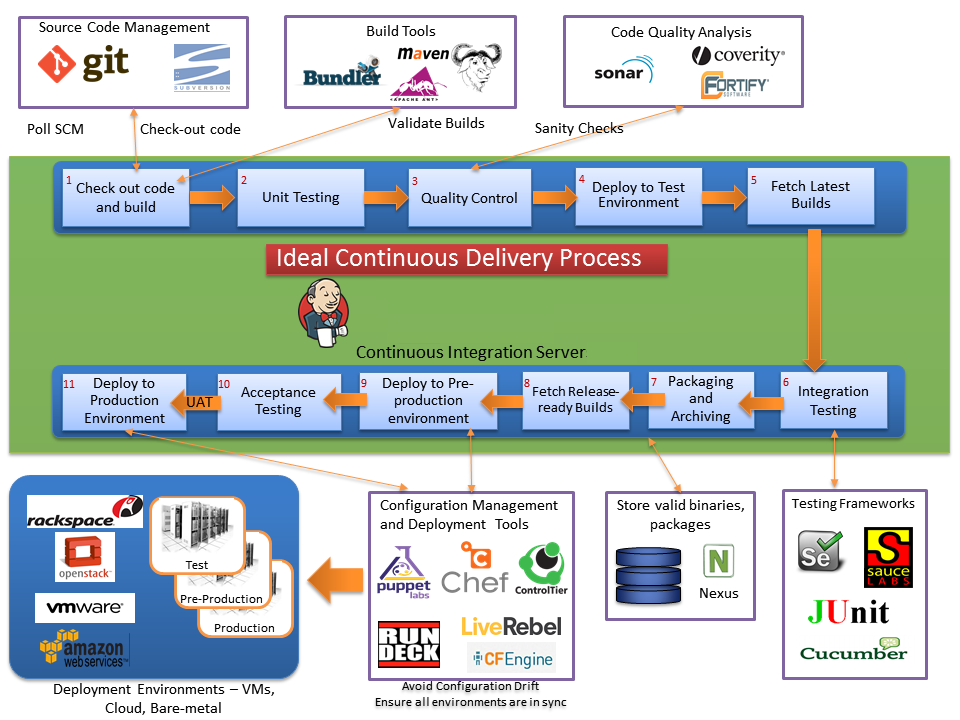 Source Code Management
git
SUBVERSION
Build Tools
Bundler
maven
<APACHE ANT>
Code Quality Analysis
sonar
coverity®
FORTIFY®
SOFTWARE
Poll SCM
Check-out code
Validate Builds
Sanity Checks
1
Check out code
and build
2
Unit Testing
3
Quality Control
4
Deploy to Test
Environment
5
Fetch Latest
Builds
Ideal Continuous Delivery Process
Continuous Integration Server
11
Deploy to
Production
Environment
UAT
10
Acceptance
Testing
9
Deploy to Pre-
production
environment
8
Fetch Release-
ready Builds
7
Packaging
and
Archiving
6
Integration
Testing
rackspace
openstack™
vmware®
amazon
webservices™
Test
Pre-Production
Production
Deployment Environments – VMs,
Cloud, Bare-metal
Configuration Management
and Deployment Tools
puppet
labs
Chef
ControlTier
RUN
DECK
LiveRebel
CFEngine
Avoid Configuration Drift
Ensure all environments are in sync
Store valid binaries,
packages
N
Nexus
Testing Frameworks
Se
S
SAUCE
LABS
JUnit
Cucumber